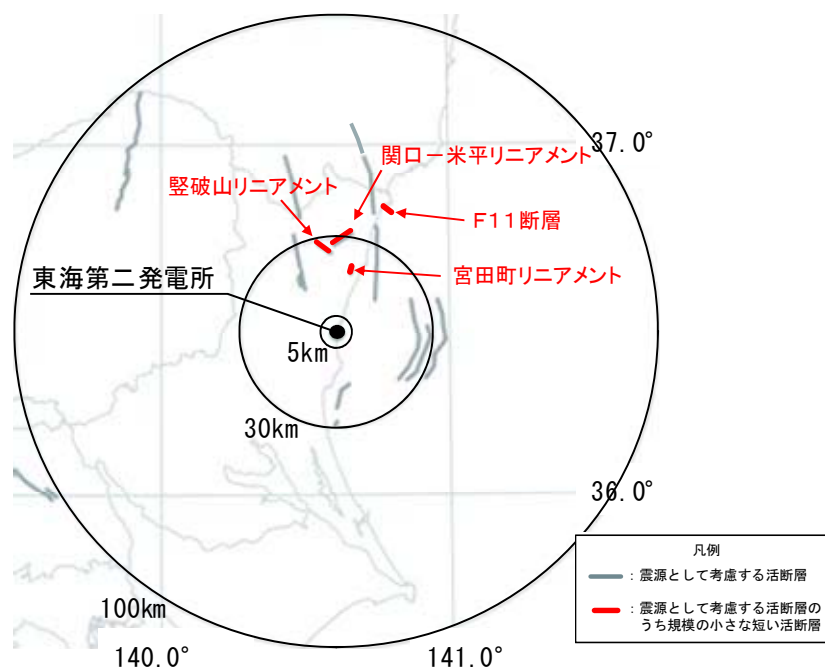 37.0°
関口－米平リニアメント
竪破山リニアメント
F11断層
東海第二発電所
宮田町リニアメント
5km
30km
36.0°
凡例
：震源として考慮する活断層
：震源として考慮する活断層の
うち規模の小さな短い活断層
100km
140.0°
141.0°